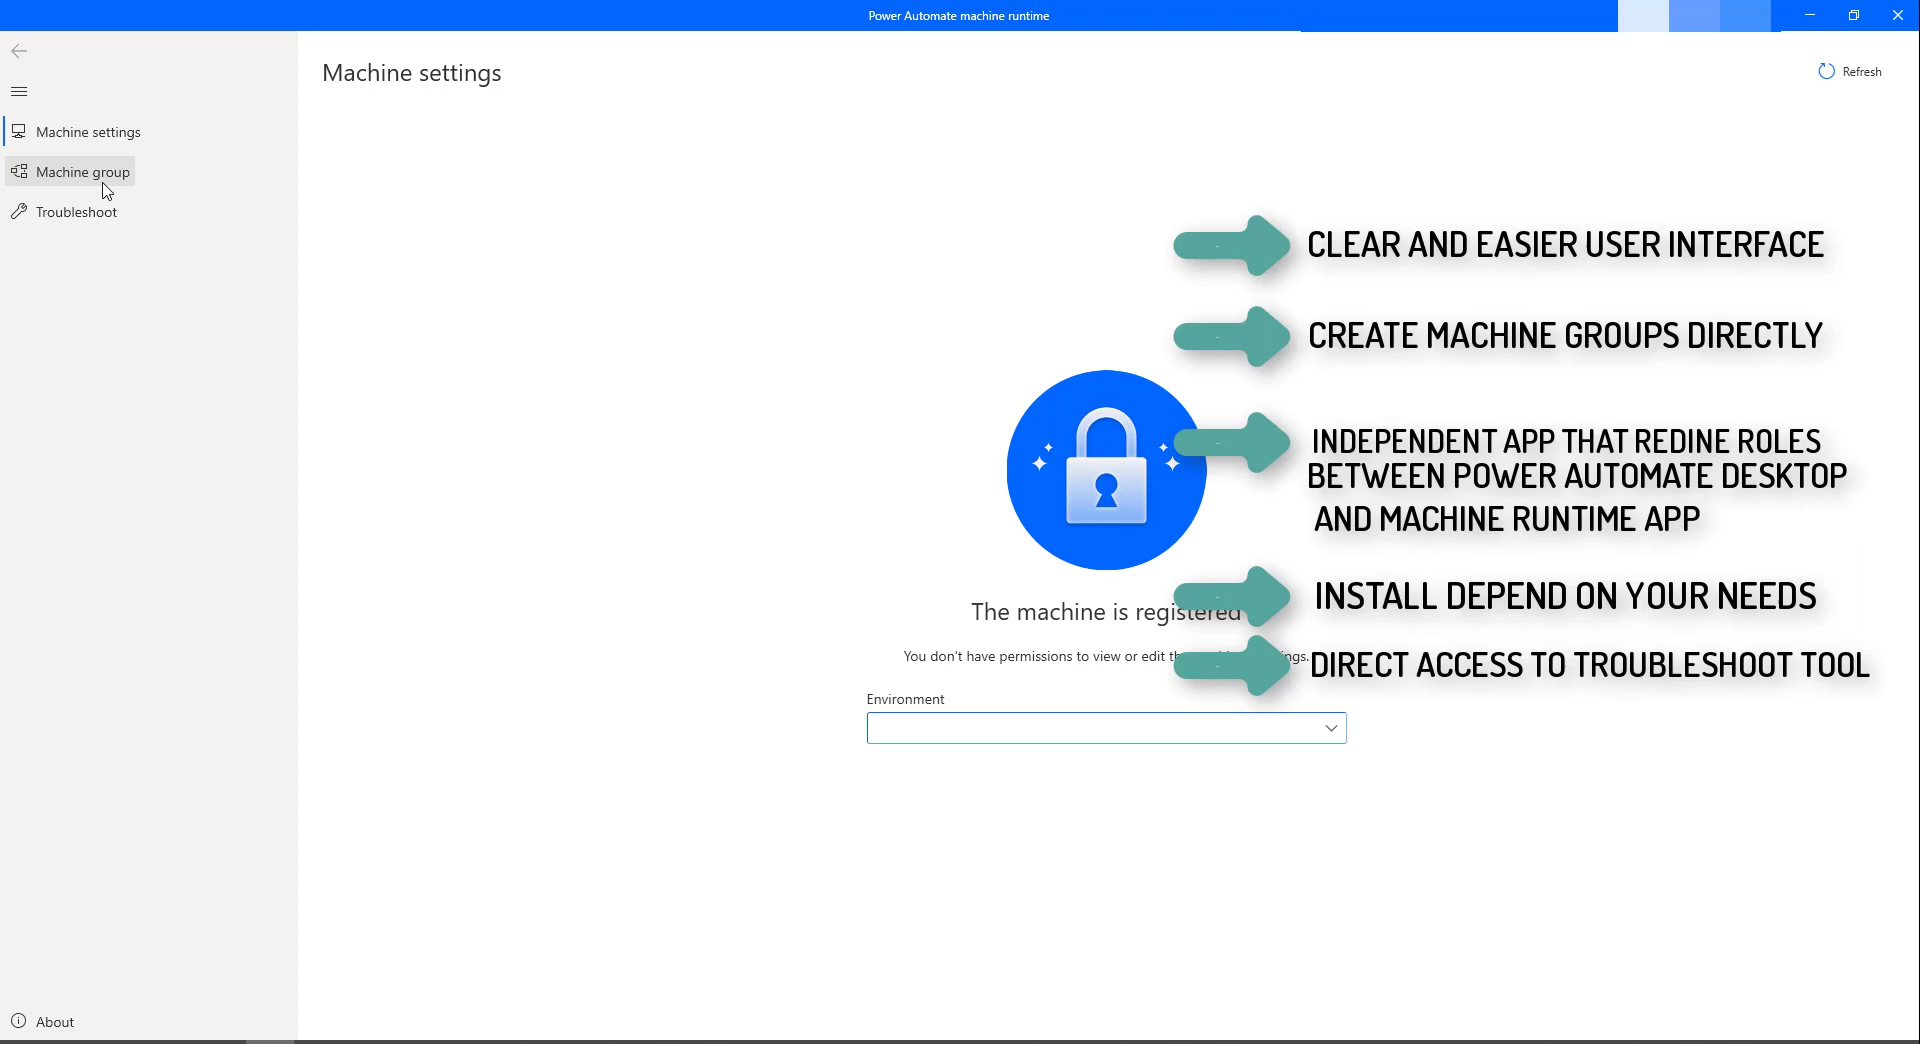 Power Automate machine runtime
Machine settings
Refresh
Machine settings
Machine group
Troubleshoot
CLEAR AND EASIER USER INTERFACE
CREATE MACHINE GROUPS DIRECTLY
INDEPENDENT APP THAT REDINE ROLES
BETWEEN POWER AUTOMATE DESKTOP
AND MACHINE RUNTIME APP
INSTALL DEPEND ON YOUR NEEDS
The machine is registered
You don't have permissions to view or edit
DIRECT ACCESS TO TROUBLESHOOT TOOL
Environment
About